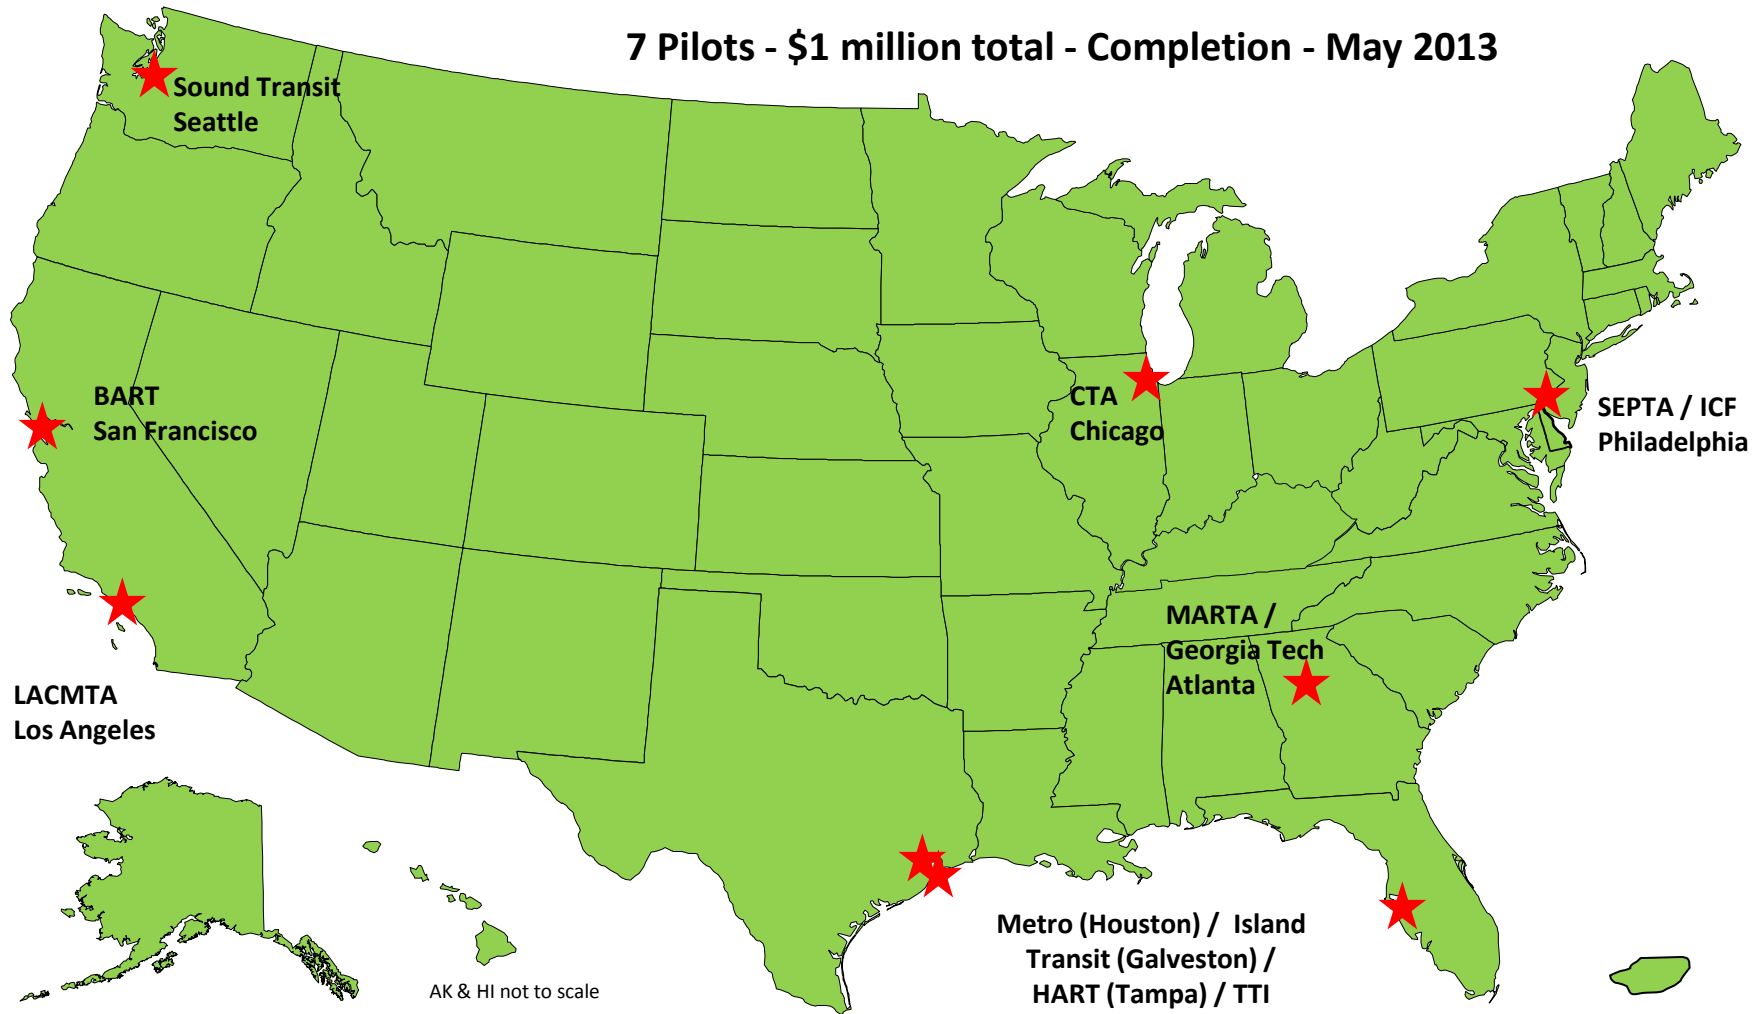 7 Pilots - $1 million total - Completion - May 2013
Sound Transit
Seattle
BART
San Francisco
CTA
Chicago
SEPTA / ICF
Philadelphia
MARTA /
Georgia Tech
Atlanta
LACMTA
Los Angeles
Metro (Houston) / Island
Transit (Galveston) /
HART (Tampa) / TTI
AK & HI not to scale